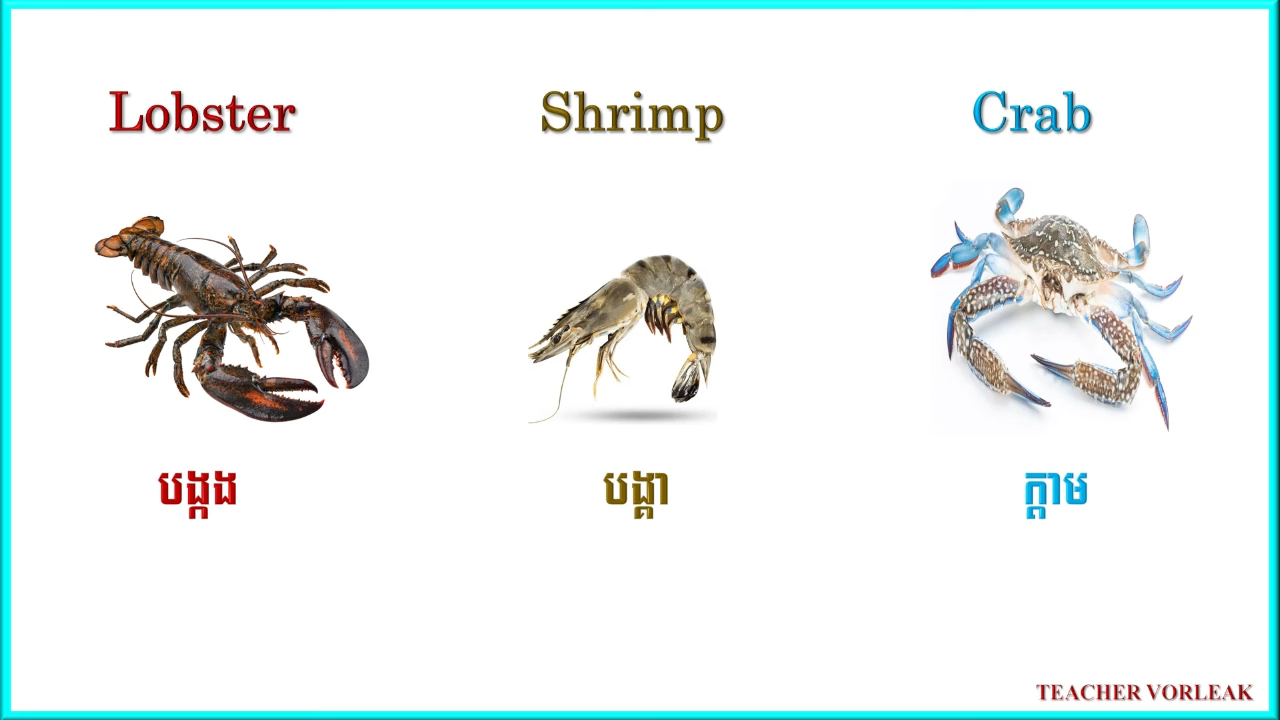 Lobster
Shrimp
Crab
បង្កង
បង្គា
ក្តាម
TEACHER VORLEAK